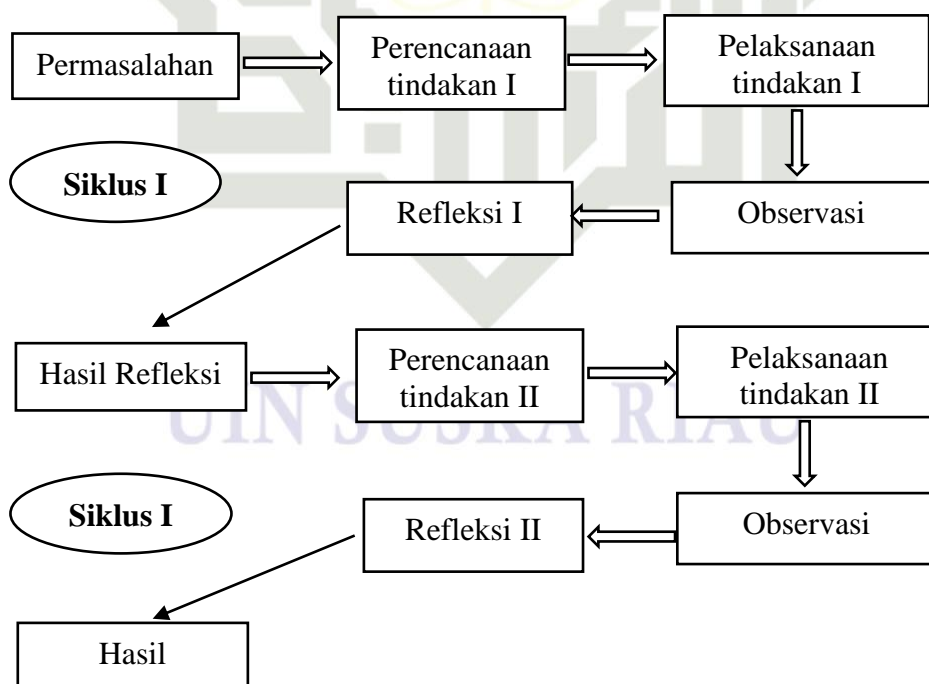 Permasalahan
Perencanaan
tindakan I
Pelaksanaan
tindakan I
Siklus I
Refleksi I
Observasi
Hasil Refleksi
Perencanaan
tindakan II
Pelaksanaan
tindakan II
UIN SUSKA RIAU
Siklus I
Refleksi II
Observasi
Hasil